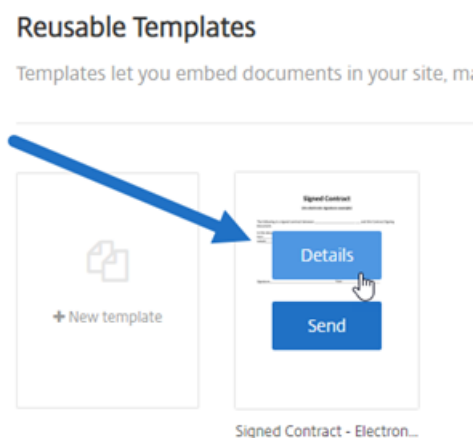 Reusable Templates
Templates let you embed documents in your site, ma
Signed Contract
Details
+ New template
Send
Signed Contract - Electron...